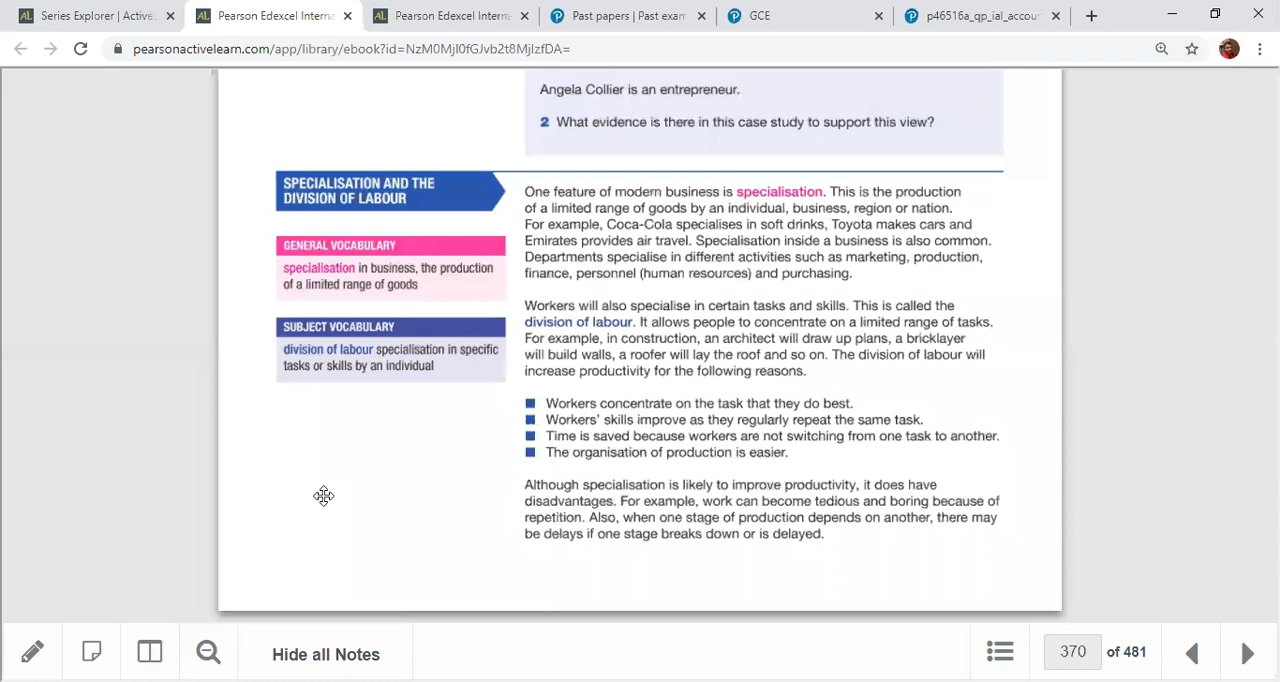 Series Explorer | Active
Pearson Edexcel Interna
Pearson Edexcel Interna
Past papers | Past exam
GCE
p46516a_qp_ial_accou
Angela Collier is an entrepreneur.
2 What evidence is there in this case study to support this view?
SPECIALISATION AND THE
DIVISION OF LABOUR
GENERAL VOCABULARY
specialisation in business, the production
of a limited range of goods
SUBJECT VOCABULARY
division of labour specialisation in specific
tasks or skills by an individual
One feature of modern business is specialisation. This is the production
of a limited range of goods by an individual, business, region or nation.
For example, Coca-Cola specialises in soft drinks, Toyota makes cars and
Emirates provides air travel. Specialisation inside a business is also common.
Departments specialise in different activities such as marketing, production,
finance, personnel (human resources) and purchasing.
Workers will also specialise in certain tasks and skills. This is called the
division of labour. It allows people to concentrate on a limited range of tasks.
For example, in construction, an architect will draw up plans, a bricklayer
will build walls, a roofer will lay the roof and so on. The division of labour will
increase productivity for the following reasons.
Workers concentrate on the task that they do best.
Workers' skills improve as they regularly repeat the same task.
Time is saved because workers are not switching from one task to another.
The organisation of production is easier.
Although specialisation is likely to improve productivity, it does have
disadvantages. For example, work can become tedious and boring because of
repetition. Also, when one stage of production depends on another, there may
be delays if one stage breaks down or is delayed.
Hide all Notes
370 of 481